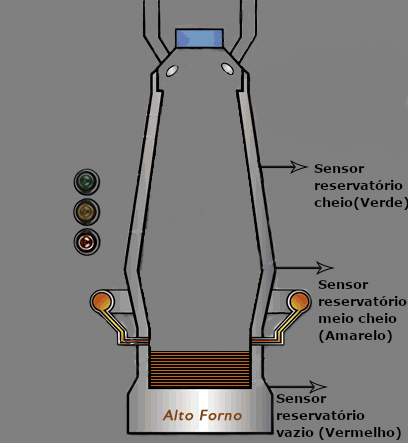 Sensor
reservatório
cheio(Verde)
Sensor
reservatório
meio cheio
(Amarelo)
Sensor
reservatório
vazio (Vermelho)
Alto Forno